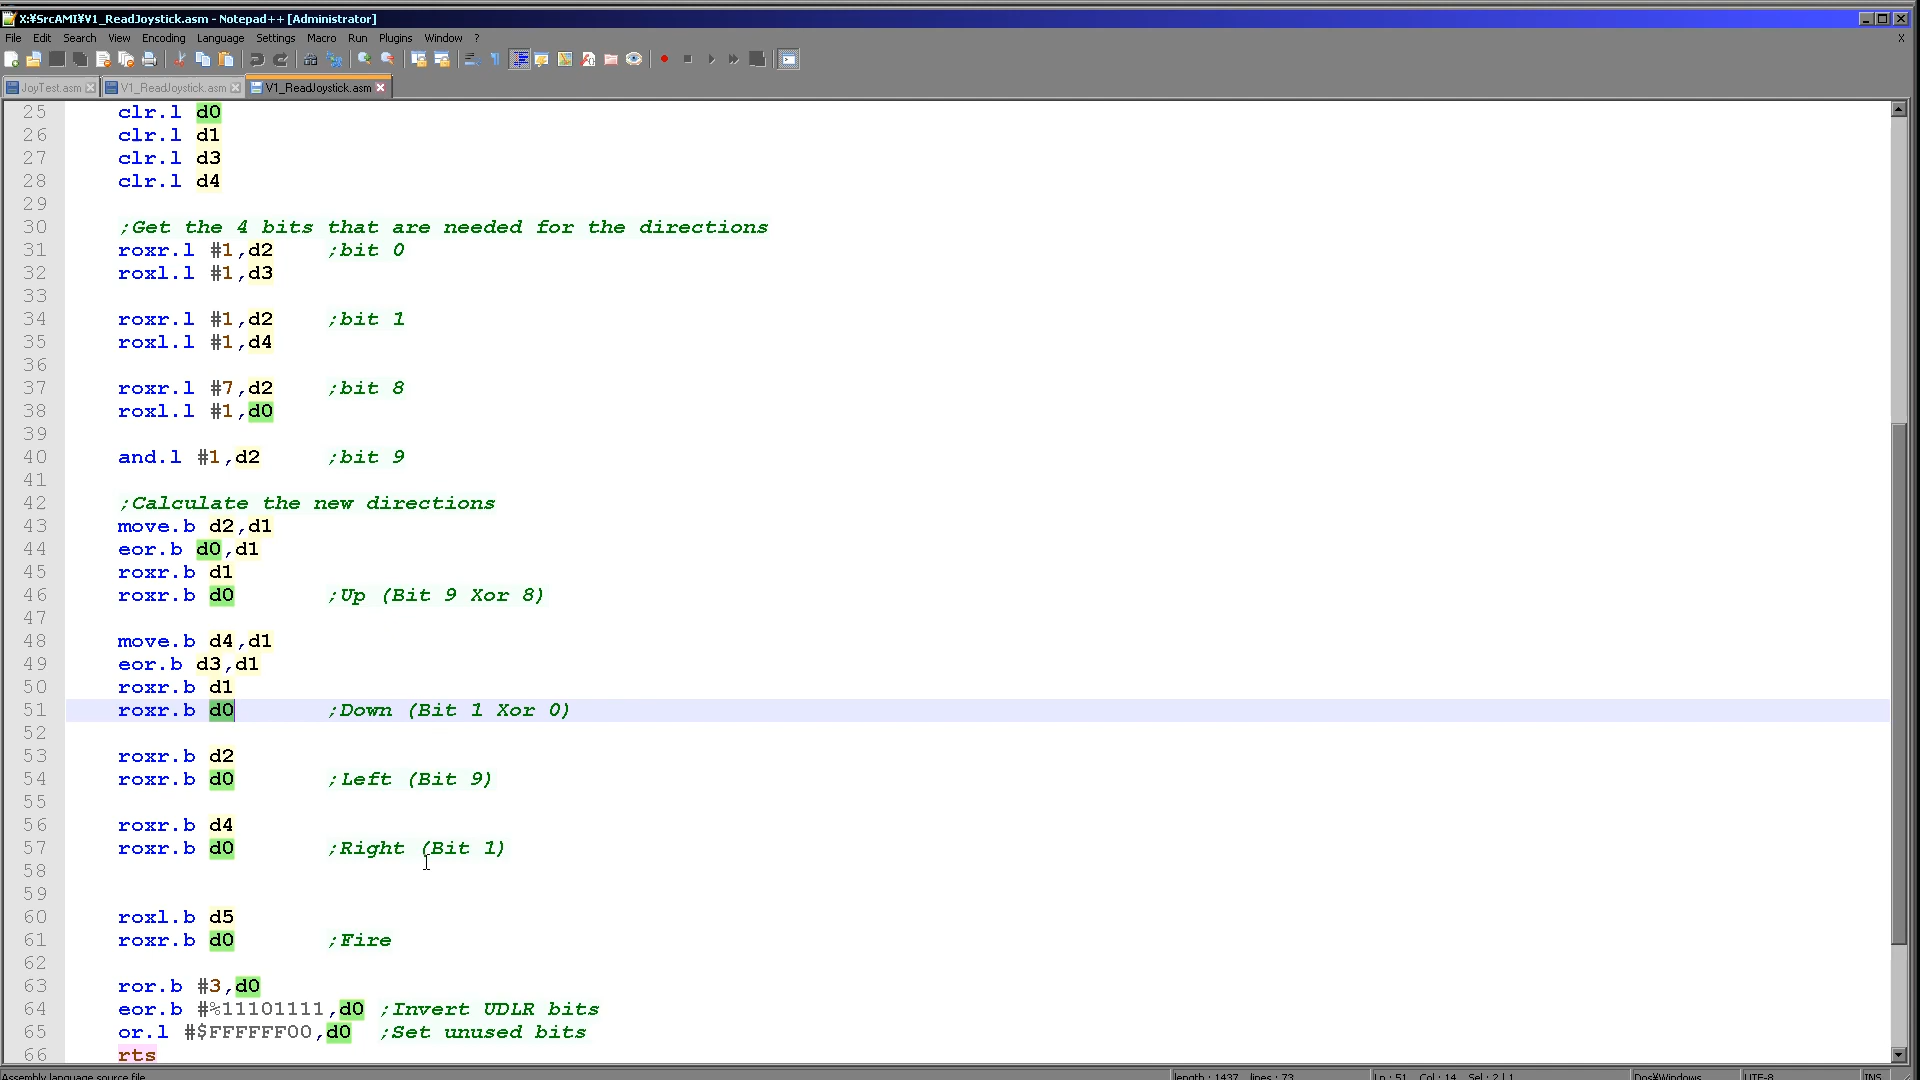 X:¥SrcAMI¥V1_ReadJoystick.asm - Notepad++ [Administrator]
File Edit Search View Encoding Language Settings Macro Run Plugins Window ?
X
JoyTest.asm V1_ReadJoystick.asm V1_ReadJoystick.asm
25 clr.l d0
26 clr.l d1
27 clr.l d3
28 clr.l d4
29
30 ;Get the 4 bits that are needed for the directions
31 roxr.l #1,d2 ;bit 0
32 roxl.l #1,d3
33
34 roxr.l #1,d2 ;bit 1
35 roxl.l #1,d4
36
37 roxr.l #7,d2 ;bit 8
38 roxl.l #1,d0
39
40 and.l #1,d2 ;bit 9
41
42 ;Calculate the new directions
43 move.b d2,d1
44 eor.b d0,d1
45 roxr.b d1
46 roxr.b d0 ;Up (Bit 9 Xor 8)
47
48 move.b d4,d1
49 eor.b d3,d1
50 roxr.b d1
51 roxr.b d0 ;Down (Bit 1 Xor 0)
52
53 roxr.b d2
54 roxr.b d0 ;Left (Bit 9)
55
56 roxr.b d4
57 roxr.b d0 ;Right (Bit 1)
58
59
60 roxl.b d5
61 roxr.b d0 ;Fire
62
63 ror.b #3,d0
64 eor.b #%11101111,d0 ;Invert UDLR bits
65 or.l #$FFFFFF00,d0 ;Set unused bits
66 rts
Assembly language source file length : 1437 lines : 73 Ln : 51 Col : 14 Sel : 2 | 1 Dos¥Windows UTF-8 INS